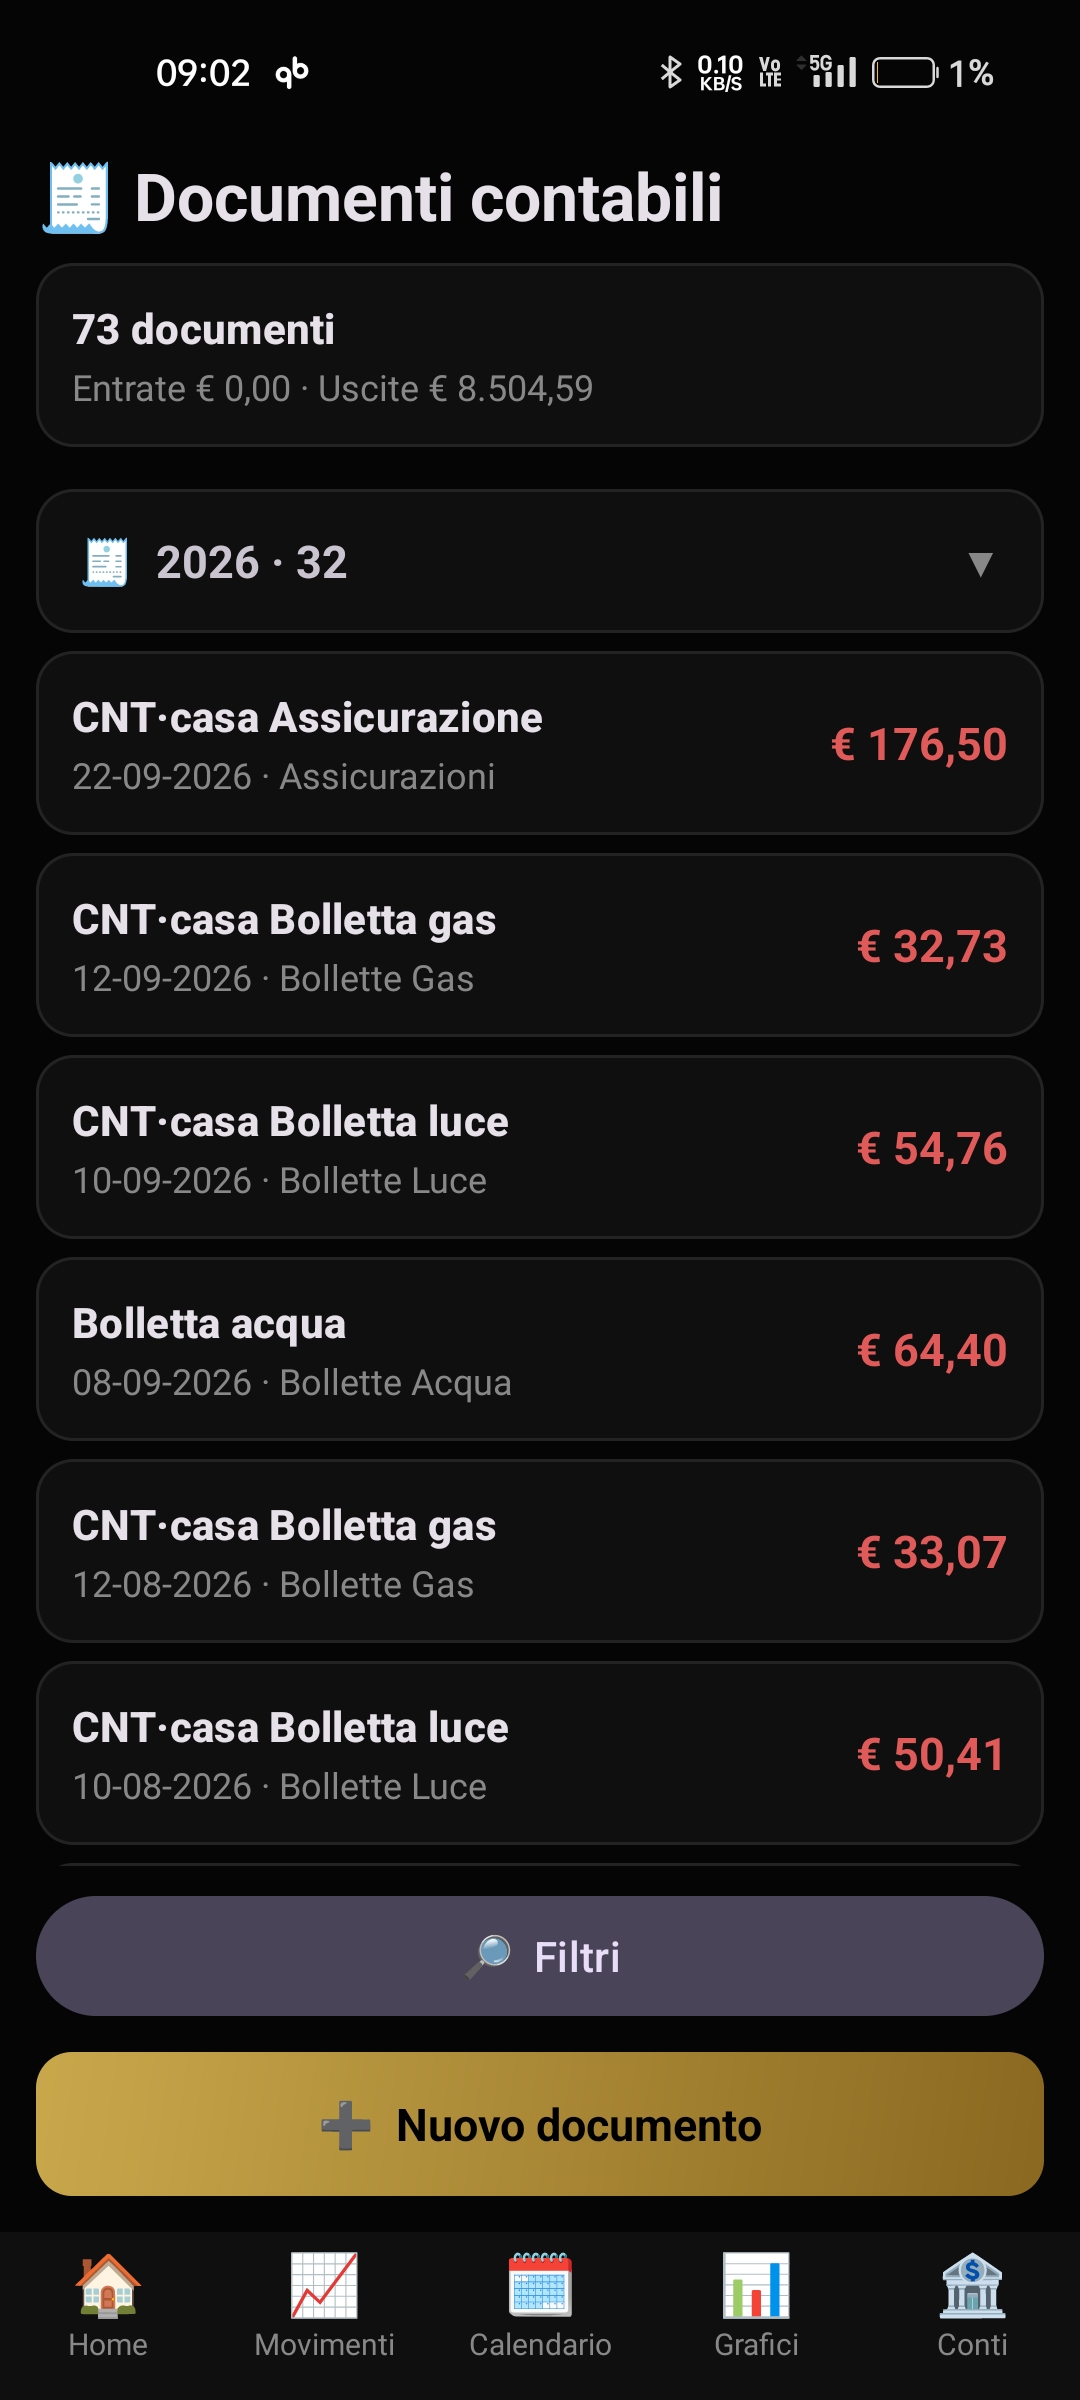 09:02
0.10 KB/S Vo LTE 5G 1%
Documenti contabili
73 documenti
Entrate € 0,00 · Uscite € 8.504,59
2026 · 32 ▼
CNT·casa Assicurazione
22-09-2026 · Assicurazioni
€ 176,50
CNT·casa Bolletta gas
12-09-2026 · Bollette Gas
€ 32,73
CNT·casa Bolletta luce
10-09-2026 · Bollette Luce
€ 54,76
Bolletta acqua
08-09-2026 · Bollette Acqua
€ 64,40
CNT·casa Bolletta gas
12-08-2026 · Bollette Gas
€ 33,07
CNT·casa Bolletta luce
10-08-2026 · Bollette Luce
€ 50,41
Filtri
Nuovo documento
Home
Movimenti
Calendario
Grafici
Conti